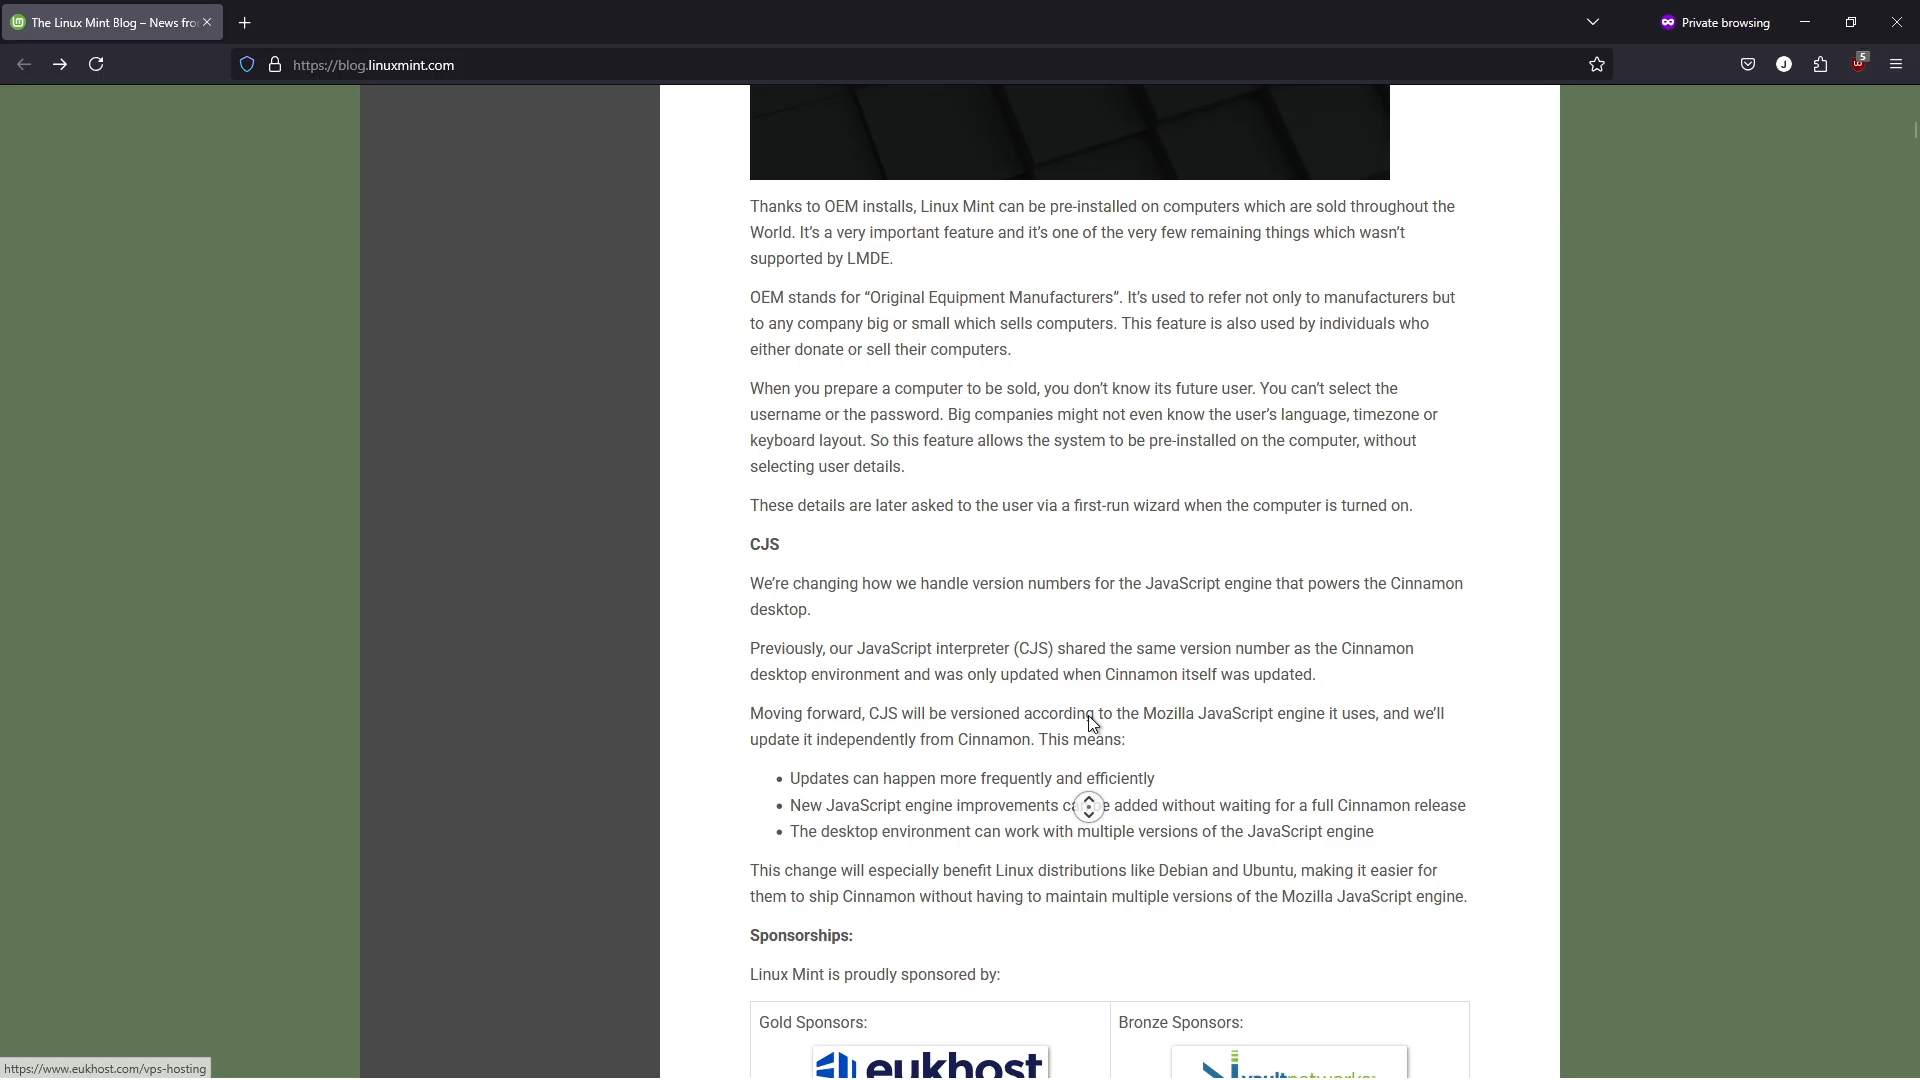 The Linux Mint Blog – News fro
Private browsing
https://blog.linuxmint.com
J
5
Thanks to OEM installs, Linux Mint can be pre-installed on computers which are sold throughout the
World. It’s a very important feature and it’s one of the very few remaining things which wasn’t
supported by LMDE.
OEM stands for “Original Equipment Manufacturers”. It’s used to refer not only to manufacturers but
to any company big or small which sells computers. This feature is also used by individuals who
either donate or sell their computers.
When you prepare a computer to be sold, you don’t know its future user. You can’t select the
username or the password. Big companies might not even know the user’s language, timezone or
keyboard layout. So this feature allows the system to be pre-installed on the computer, without
selecting user details.
These details are later asked to the user via a first-run wizard when the computer is turned on.
CJS
We’re changing how we handle version numbers for the JavaScript engine that powers the Cinnamon
desktop.
Previously, our JavaScript interpreter (CJS) shared the same version number as the Cinnamon
desktop environment and was only updated when Cinnamon itself was updated.
Moving forward, CJS will be versioned according to the Mozilla JavaScript engine it uses, and we’ll
update it independently from Cinnamon. This means:
• Updates can happen more frequently and efficiently
• New JavaScript engine improvements can be added without waiting for a full Cinnamon release
• The desktop environment can work with multiple versions of the JavaScript engine
This change will especially benefit Linux distributions like Debian and Ubuntu, making it easier for
them to ship Cinnamon without having to maintain multiple versions of the Mozilla JavaScript engine.
Sponsorships:
Linux Mint is proudly sponsored by:
Gold Sponsors:
Bronze Sponsors:
eukhost
vaultnetworks
https://www.eukhost.com/vps-hosting